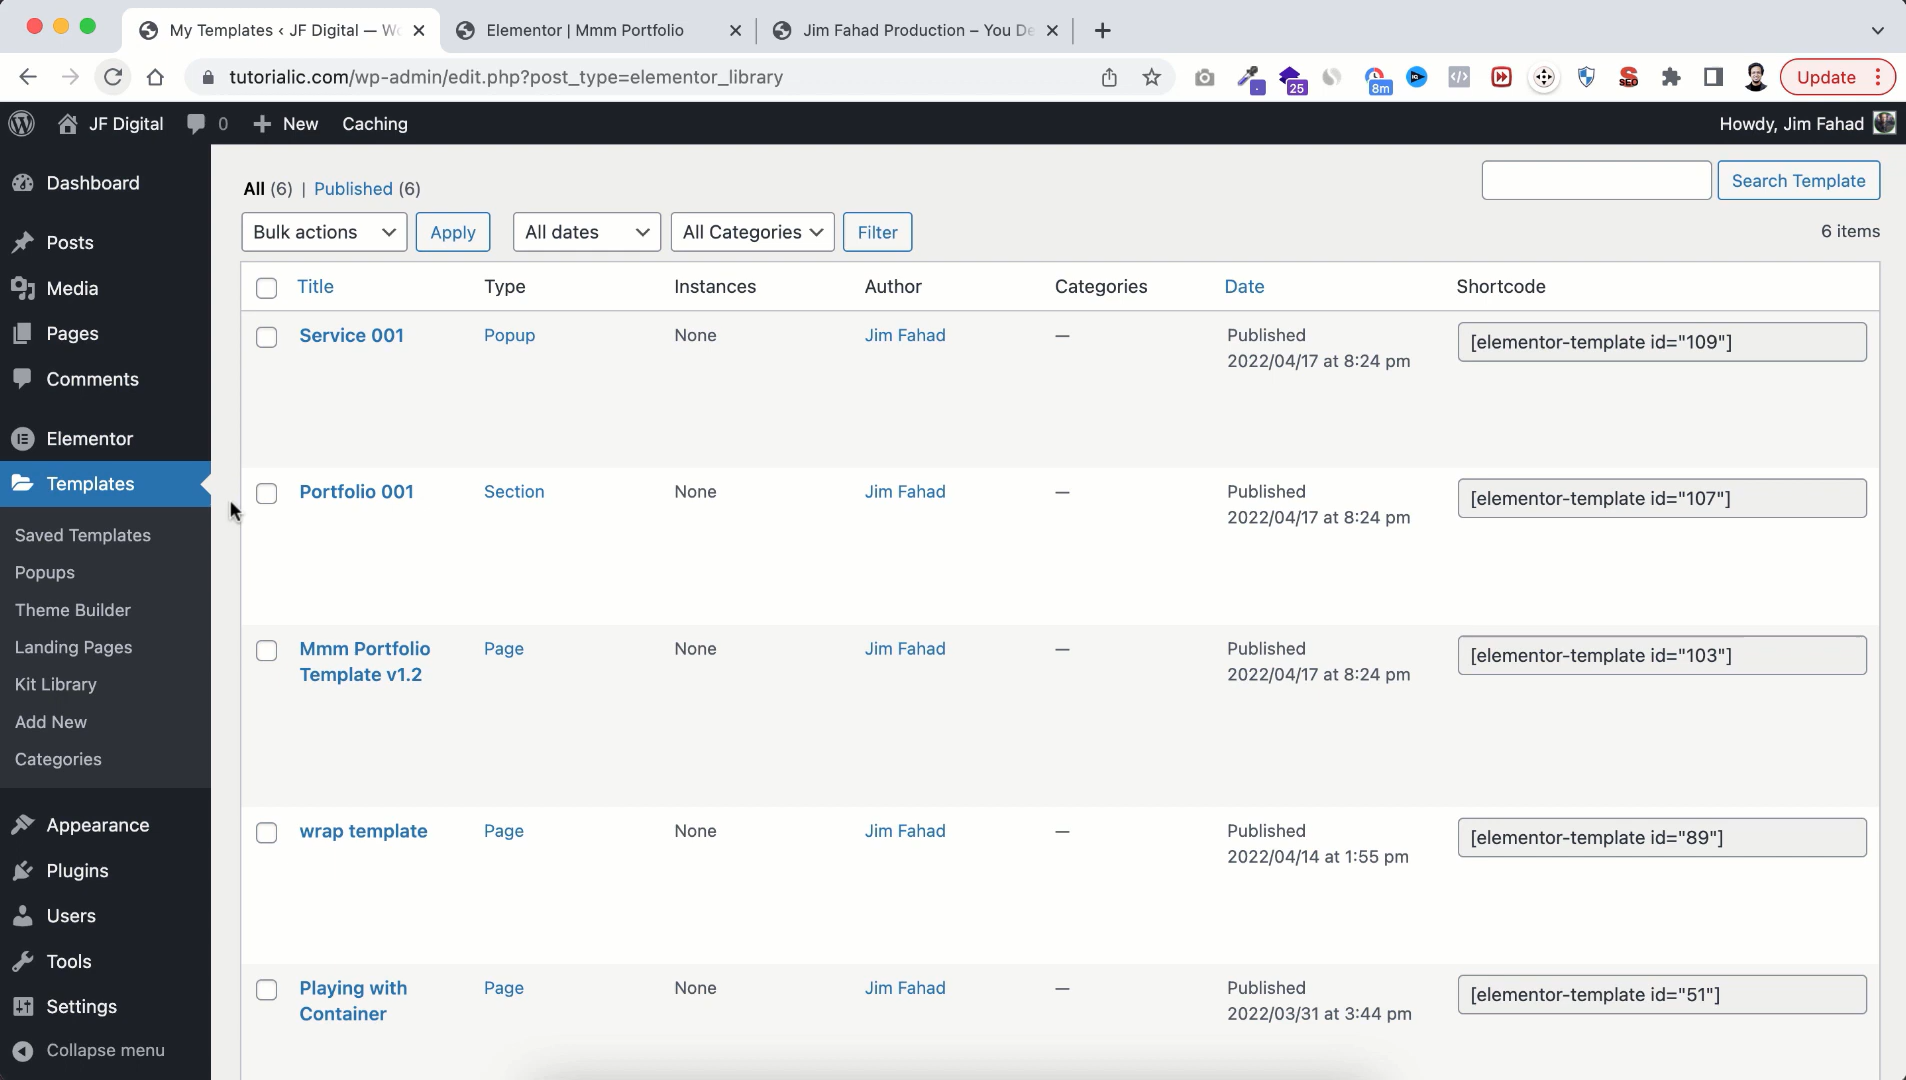 My Templates ‹ JF Digital — Wo
Elementor | Mmm Portfolio
Jim Fahad Production – You De
tutorialic.com/wp-admin/edit.php?post_type=elementor_library
25
8m
SEO
Update
JF Digital
0
New
Caching
Howdy, Jim Fahad
Dashboard
Posts
Media
Pages
Comments
Elementor
Templates
Saved Templates
Popups
Theme Builder
Landing Pages
Kit Library
Add New
Categories
Appearance
Plugins
Users
Tools
Settings
Collapse menu
All (6) | Published (6)
Search Template
Bulk actions
Apply
All dates
All Categories
Filter
6 items
Title Type Instances Author Categories Date Shortcode
Service 001 Popup None Jim Fahad — Published [elementor-template id="109"]
2022/04/17 at 8:24 pm
Portfolio 001 Section None Jim Fahad — Published [elementor-template id="107"]
2022/04/17 at 8:24 pm
Mmm Portfolio Page None Jim Fahad — Published [elementor-template id="103"]
Template v1.2 2022/04/17 at 8:24 pm
wrap template Page None Jim Fahad — Published [elementor-template id="89"]
2022/04/14 at 1:55 pm
Playing with Page None Jim Fahad — Published [elementor-template id="51"]
Container 2022/03/31 at 3:44 pm